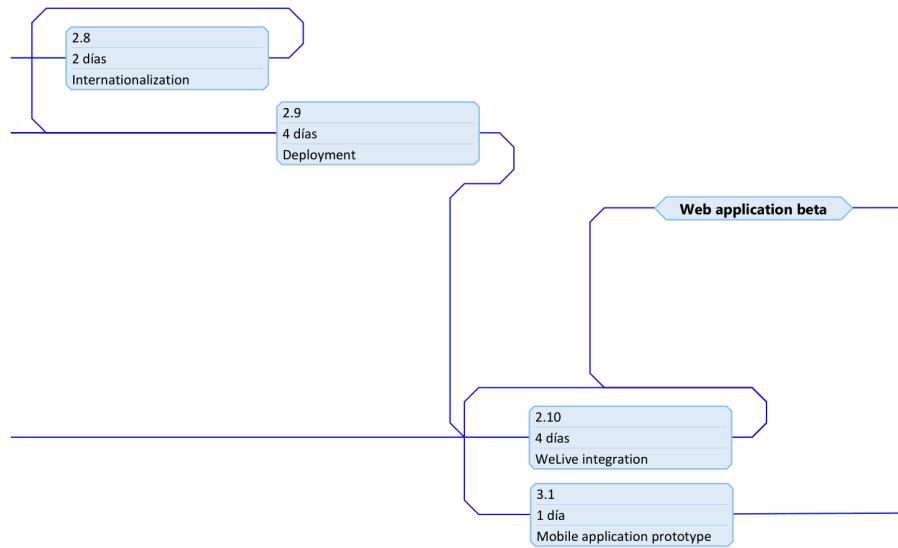 2.8
2 días
Internationalization
2.9
4 días
Deployment
Web application beta
2.10
4 días
WeLive integration
3.1
1 día
Mobile application prototype